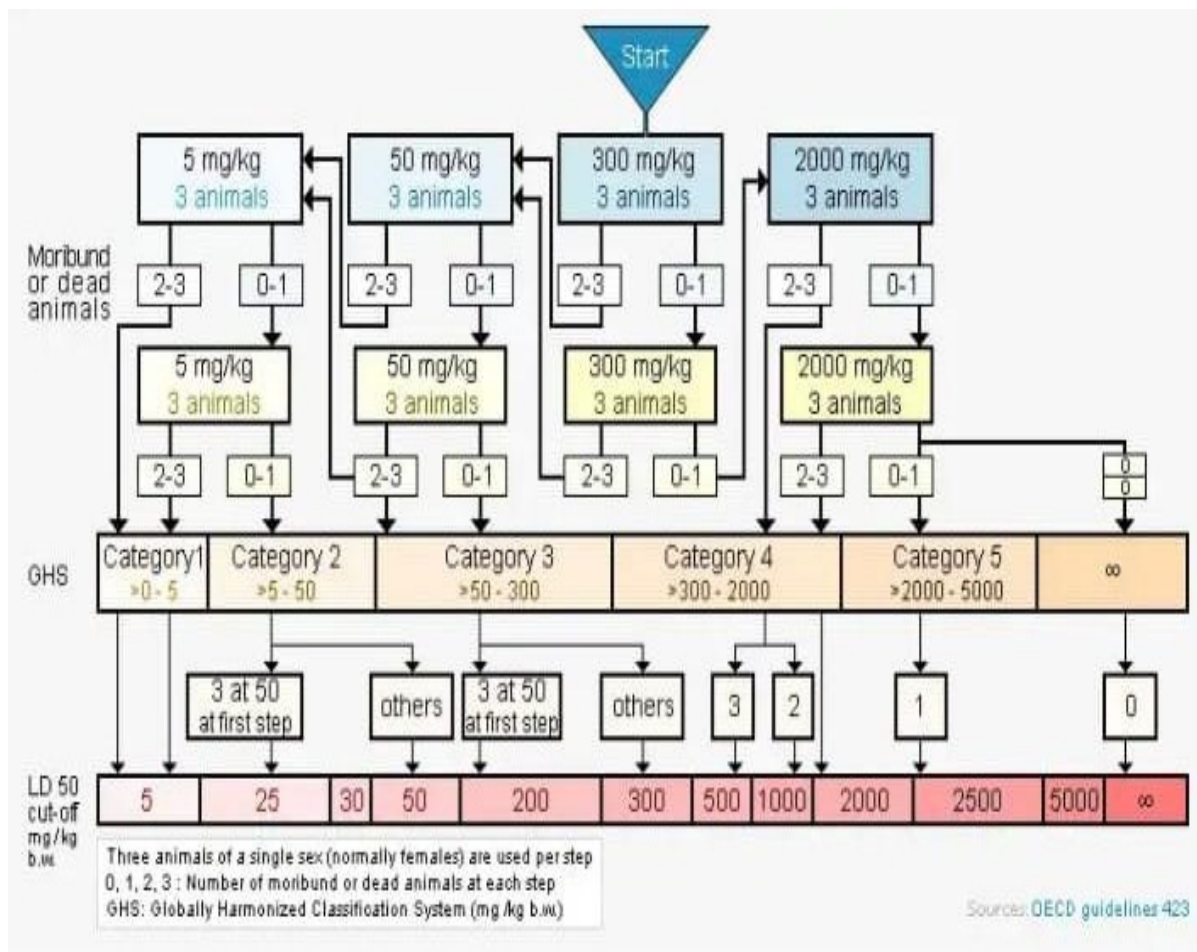 Start
5 mg/kg
3 animals
50 mg/kg
3 animals
300 mg/kg
3 animals
2000 mg/kg
3 animals
Moribund
or dead
animals
2-3
0-1
2-3
0-1
2-3
0-1
2-3
0-1
5 mg/kg
3 animals
50 mg/kg
3 animals
300 mg/kg
3 animals
2000 mg/kg
3 animals
2-3
0-1
2-3
0-1
2-3
0-1
2-3
0-1
0
0
GHS
Category1
>0 - 5
Category 2
>5 - 50
Category 3
>50 - 300
Category 4
>300 - 2000
Category 5
>2000 - 5000
∞
3 at 50
at first step
others
3 at 50
at first step
others
3
2
1
0
LD 50
cut-off
mg/kg
b.w.
5
25
30
50
200
300
500
1000
2000
2500
5000
∞
Three animals of a single sex (normally females) are used per step
0, 1, 2, 3 : Number of moribund or dead animals at each step
GHS: Globally Harmonized Classification System (mg/kg b.w.)
Sources: OECD guidelines 423